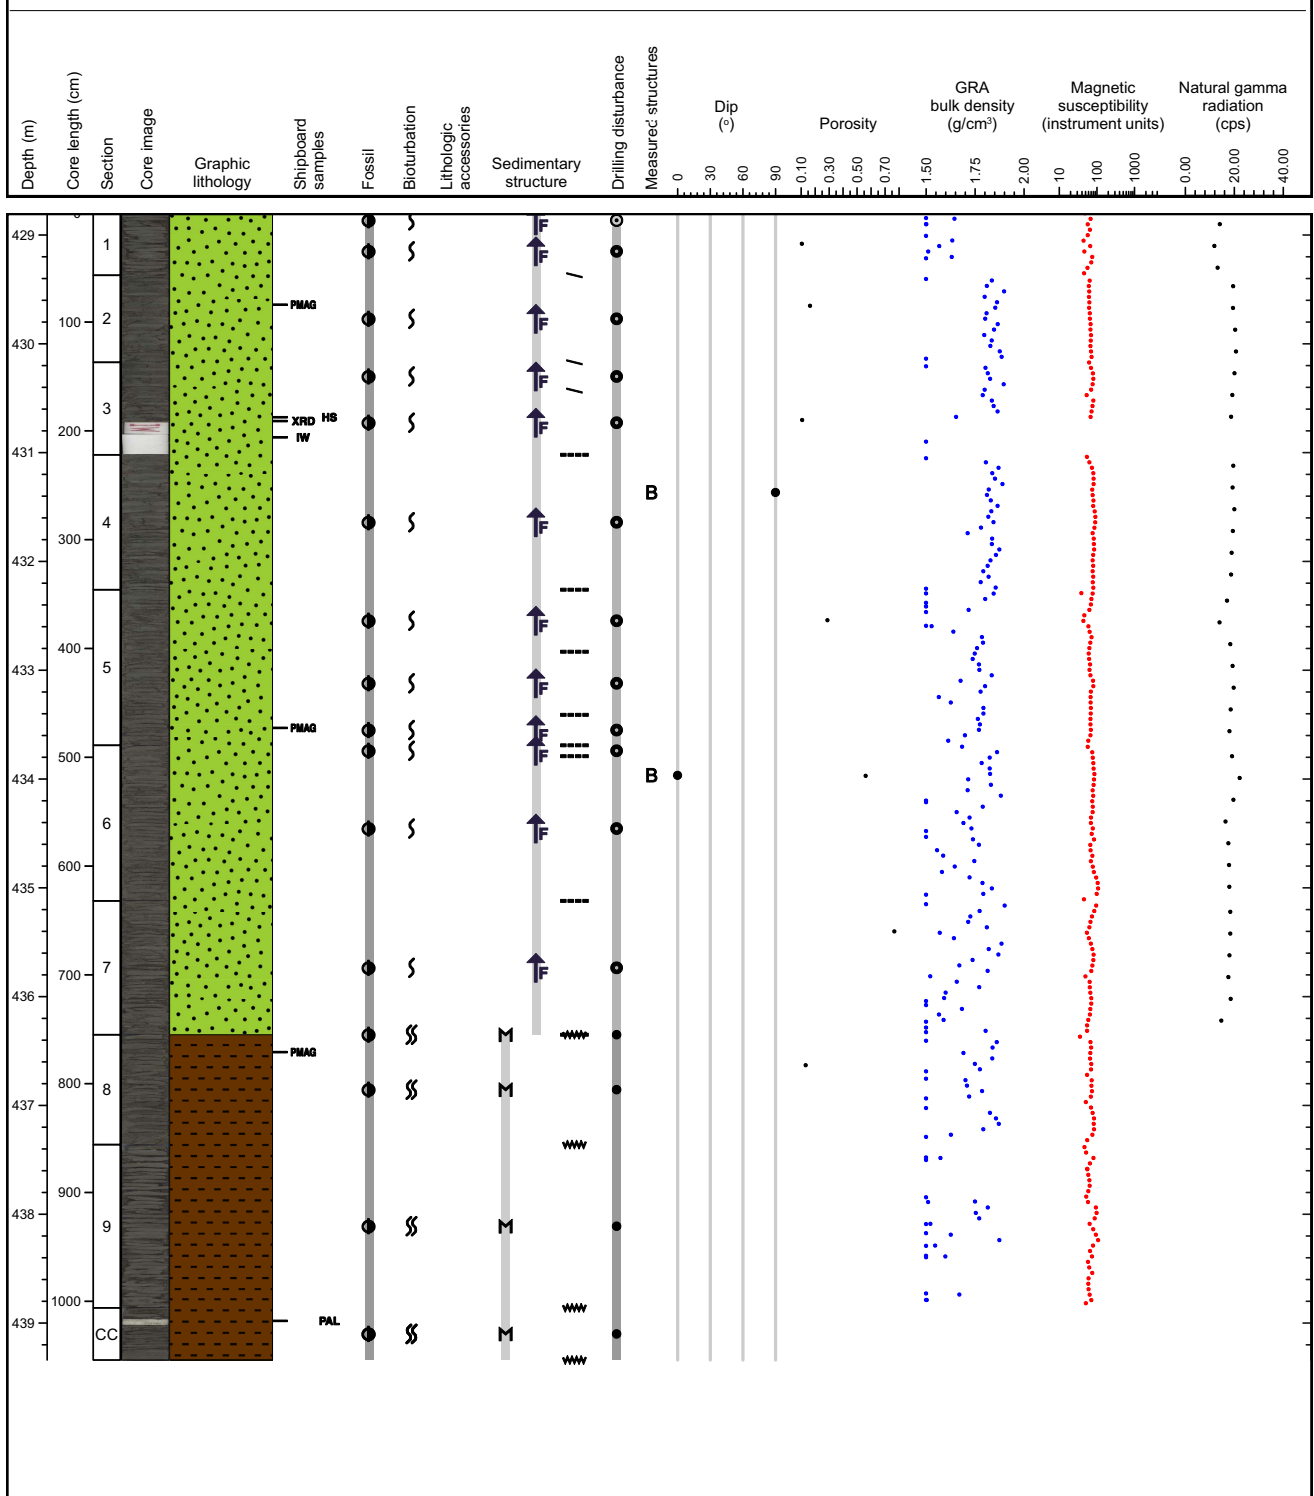 Depth (m)
Core length (cm)
Section
Core image
Graphic
lithology
Shipboard
samples
Fossil
Bioturbation
Lithologic
accessories
Sedimentary
structure
Drilling disturbance
Measured structures
Dip
(°)
Porosity
GRA
bulk density
(g/cm³)
Magnetic
susceptibility
(instrument units)
Natural gamma
radiation
(cps)
0 30 60 90
0.10 0.30 0.50 0.70
1.50 1.75 2.00
10 100 1000
0.00 20.00 40.00
429 1 F
F
PMAG
100 2 F
430
3 F
HS
XRD F
200 IW
431
B
4 F
300
432
F
400
5
433
F
PMAG F
500 F
434 B
6 F
600
435
7 F
700
436
M
PMAG
800
8 M
437
900
438 9 M
1000
439 PAL
CC M